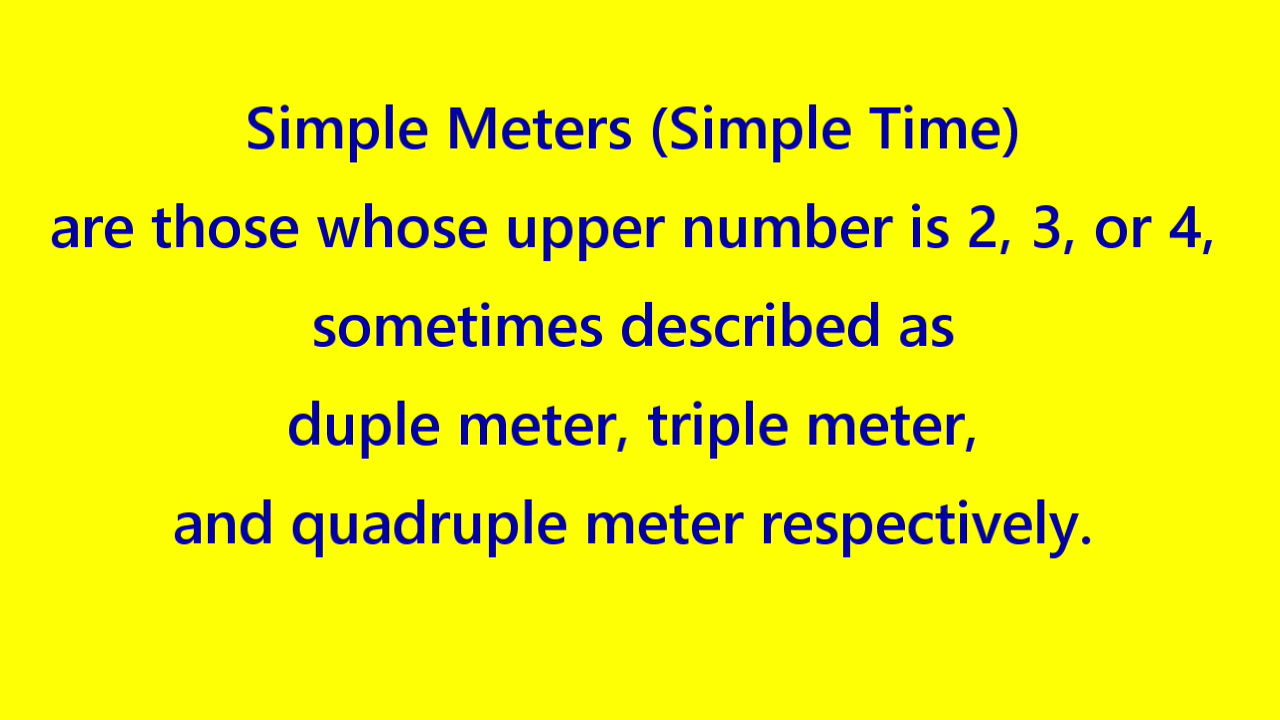 Simple Meters (Simple Time)
are those whose upper number is 2, 3, or 4,
sometimes described as
duple meter, triple meter,
and quadruple meter respectively.